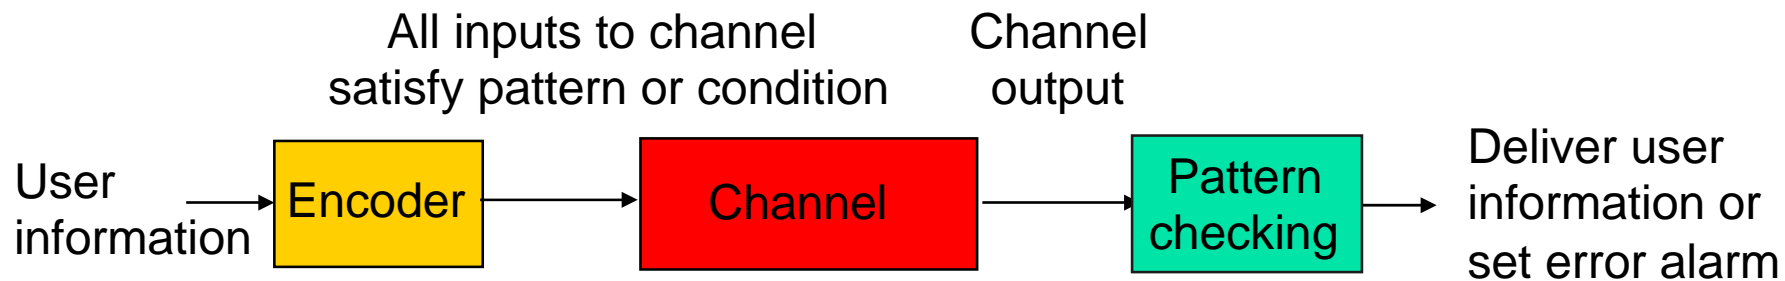 All inputs to channel
satisfy pattern or condition
Channel
output
User
information
Encoder
Channel
Pattern
checking
Deliver user
information or
set error alarm